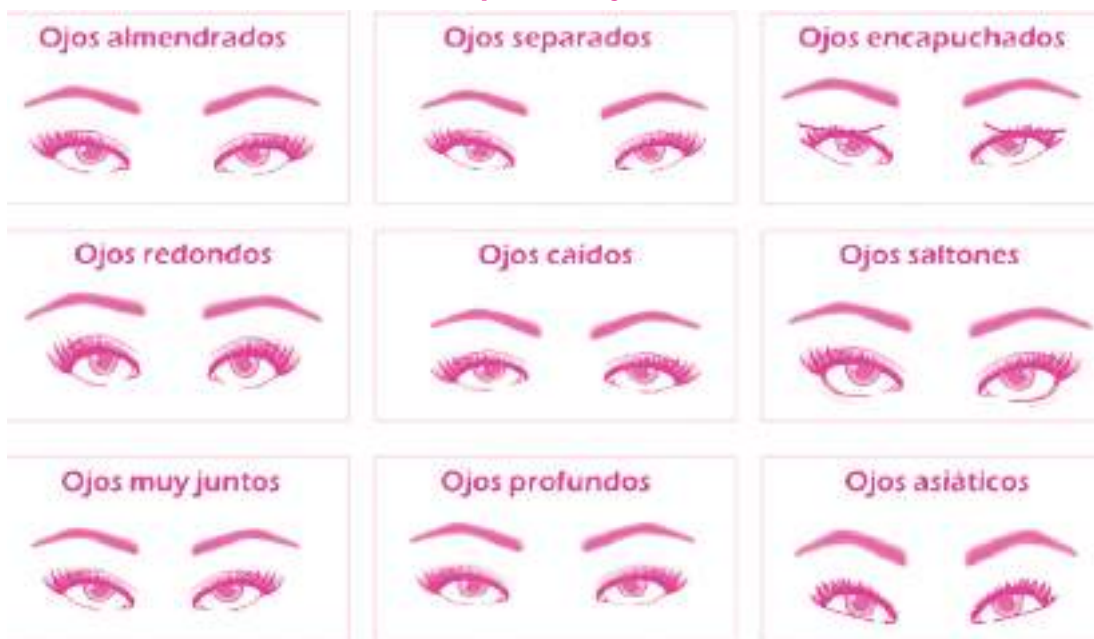 Ojos almendrados
Ojos separados
Ojos encapuchados
Ojos redondos
Ojos caidos
Ojos saltones
Ojos muy juntos
Ojos profundos
Ojos asiáticos